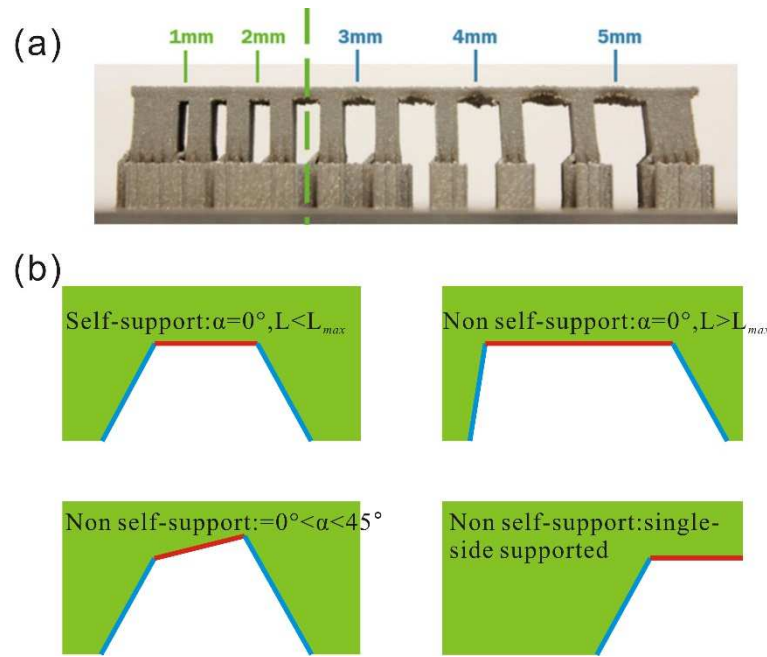 (a)
1mm 2mm 3mm 4mm 5mm
(b)
Self-support:α=0°,L<Lmax
Non self-support:α=0°,L>Lmax
Non self-support:=0°<α<45°
Non self-support:single-
side supported